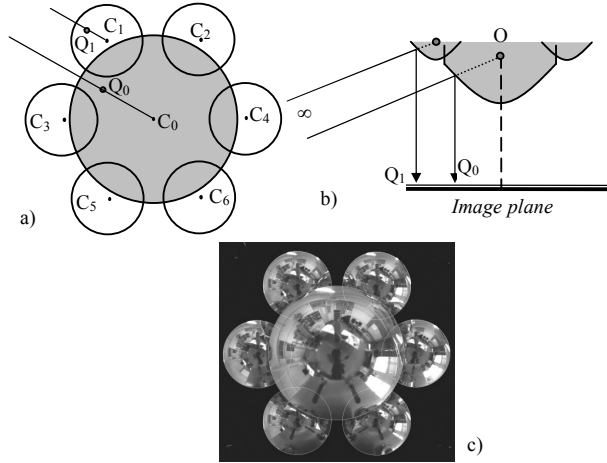 C₁
C₂
Q₁
Q₀
C₀
C₃
C₄
C₅
C₆
a)
O
∞
Q₁
Q₀
b)
Image plane
c)